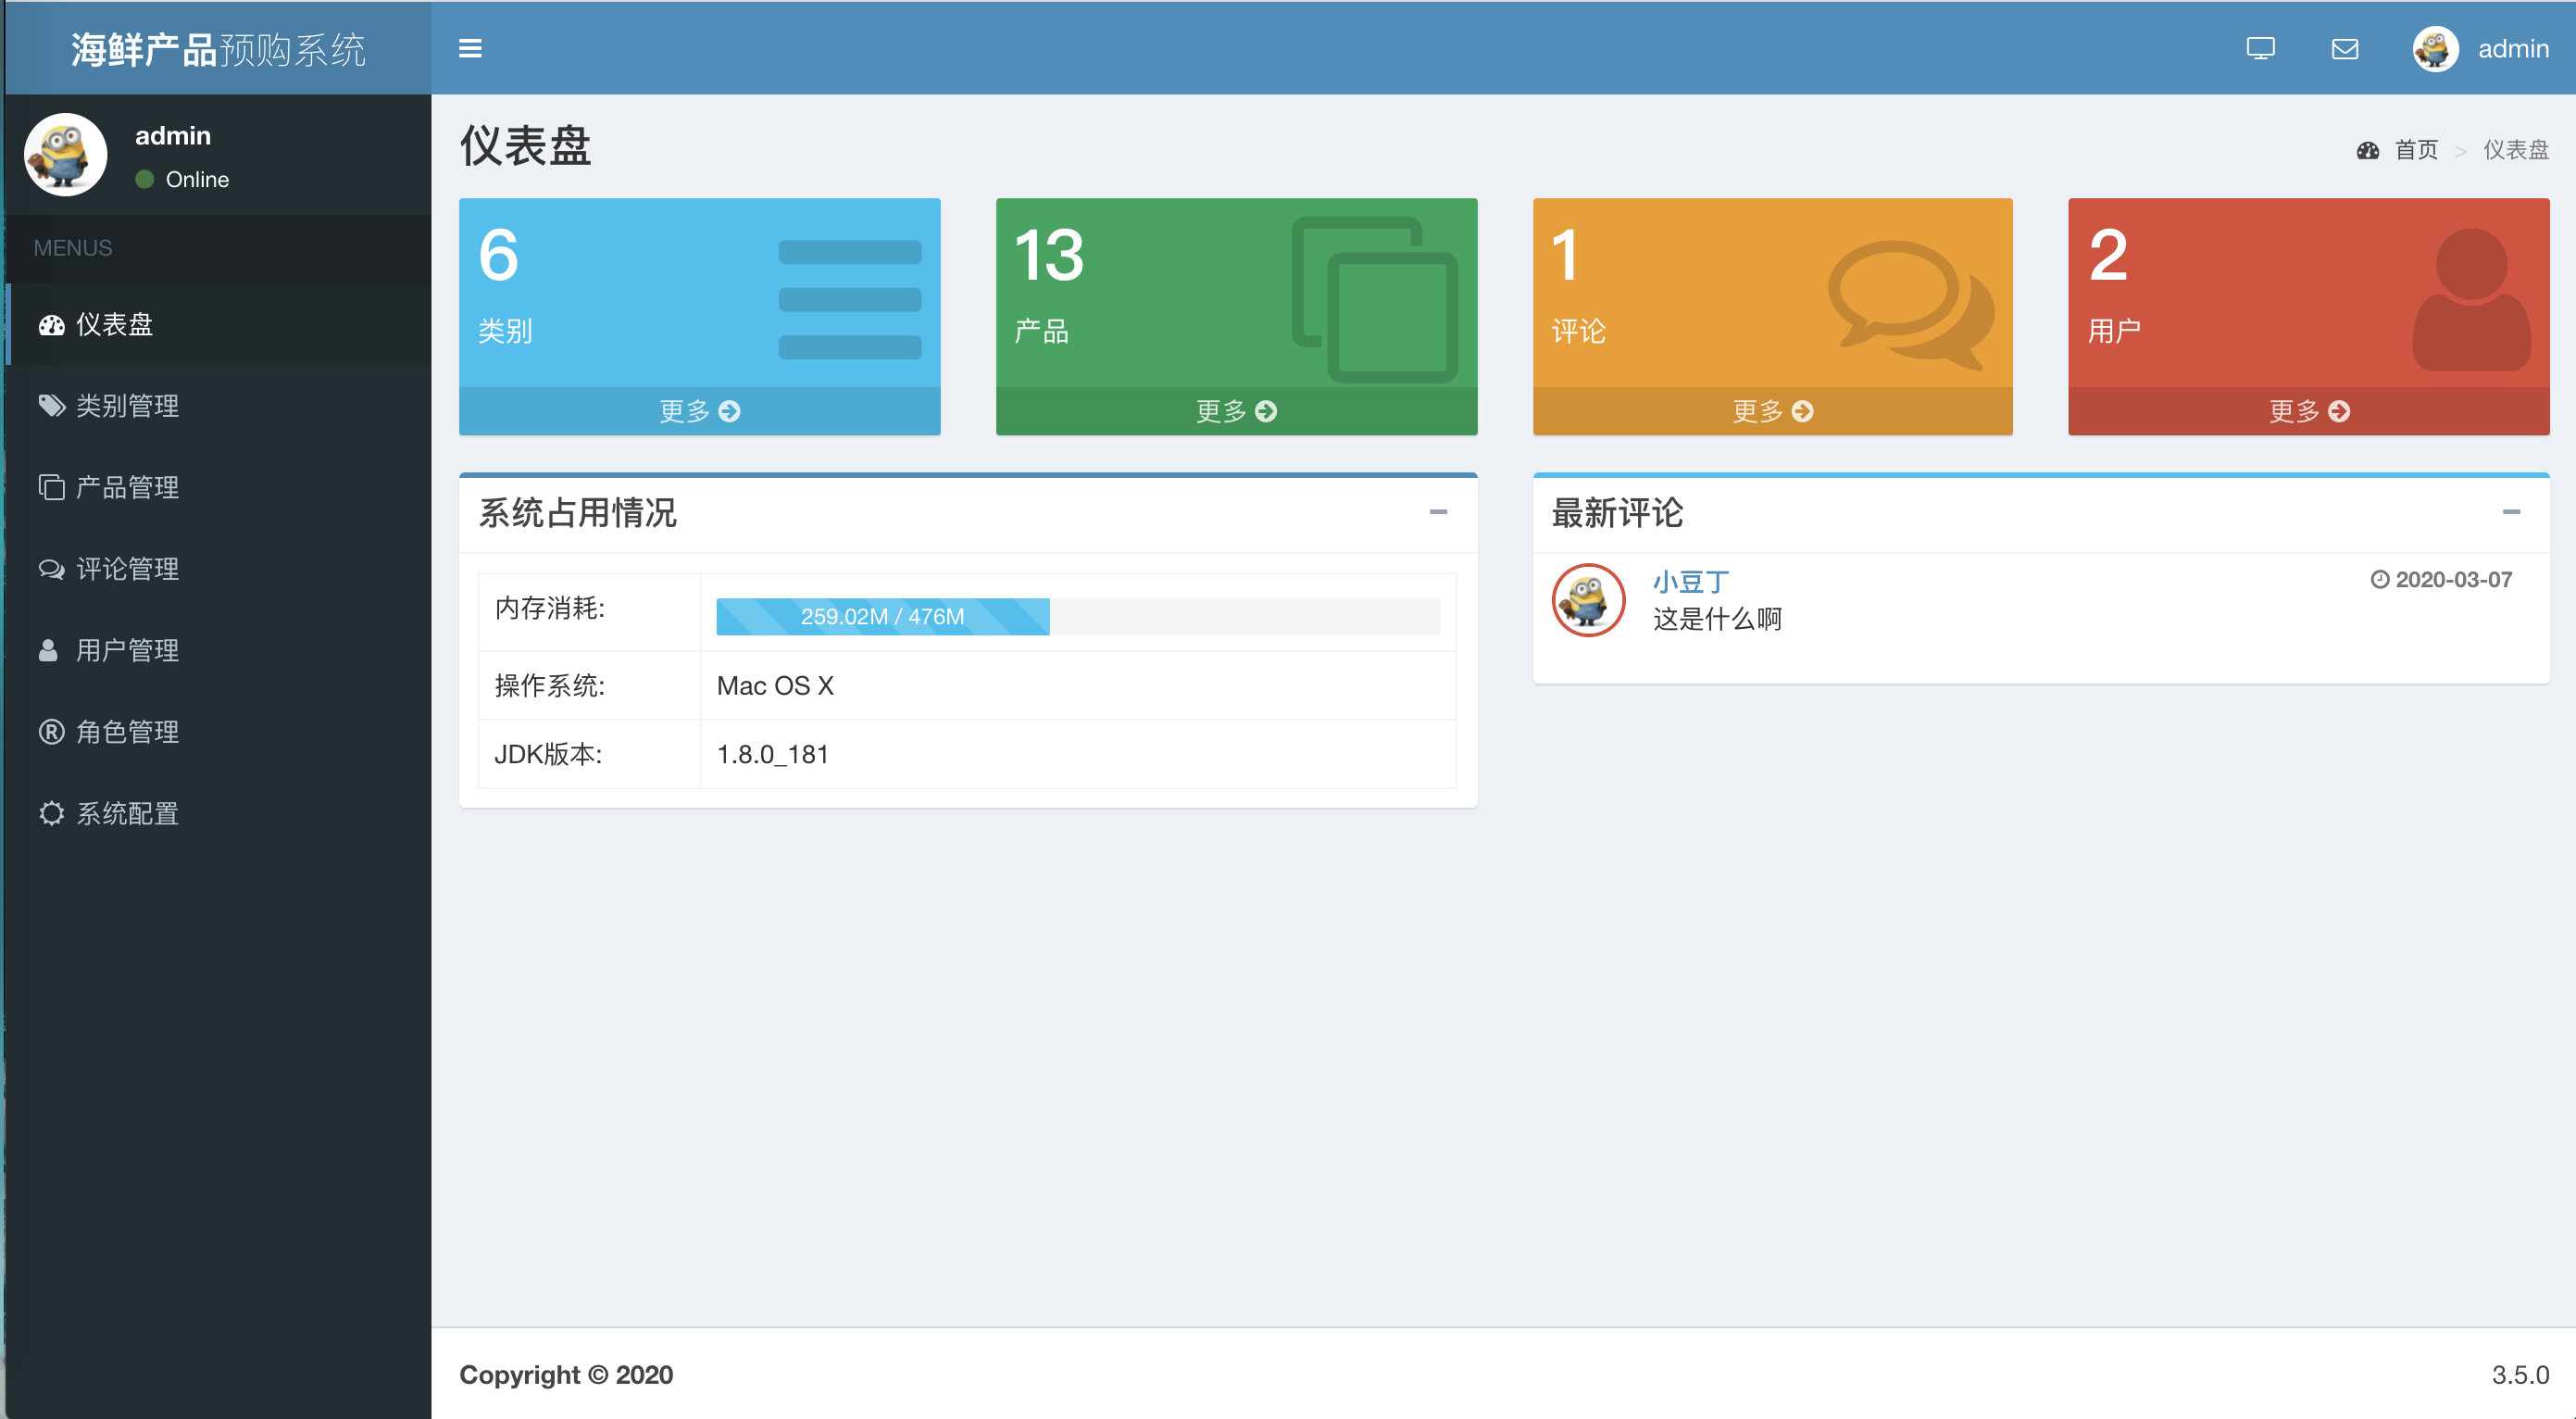 海鲜产品预购系统
admin
admin
Online
MENUS
仪表盘
类别管理
产品管理
评论管理
用户管理
角色管理
系统配置
仪表盘
首页 > 仪表盘
6
类别
更多
13
产品
更多
1
评论
更多
2
用户
更多
系统占用情况
内存消耗: 259.02M / 476M
操作系统: Mac OS X
JDK版本: 1.8.0_181
最新评论
小豆丁 2020-03-07
这是什么啊
Copyright © 2020 3.5.0